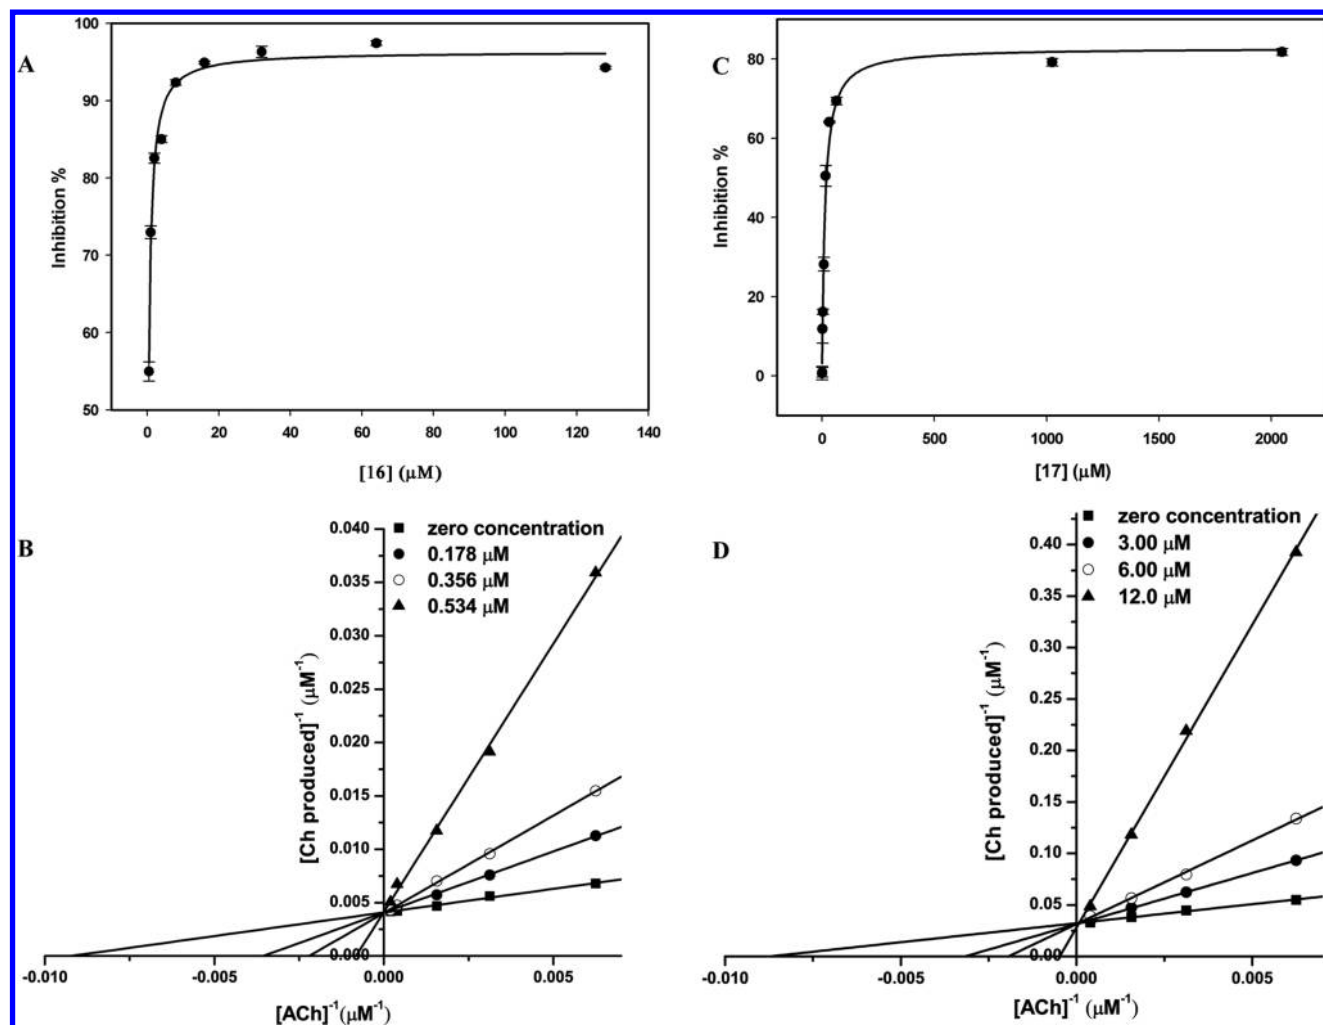 A
Inhibition %
100
90
80
70
60
50
0
20
40
60
80
100
120
140
[16] (μM)
C
Inhibition %
80
60
40
20
0
0
500
1000
1500
2000
[17] (μM)
B
[Ch produced]⁻¹ (μM⁻¹)
zero concentration
0.178 μM
0.356 μM
0.534 μM
0.040
0.035
0.030
0.025
0.020
0.015
0.010
0.005
0.000
-0.010
-0.005
0.000
0.005
[ACh]⁻¹(μM⁻¹)
D
[Ch produced]⁻¹ (μM⁻¹)
zero concentration
3.00 μM
6.00 μM
12.0 μM
0.40
0.35
0.30
0.25
0.20
0.15
0.10
0.05
0.00
-0.010
-0.005
0.000
0.005
[ACh]⁻¹(μM⁻¹)